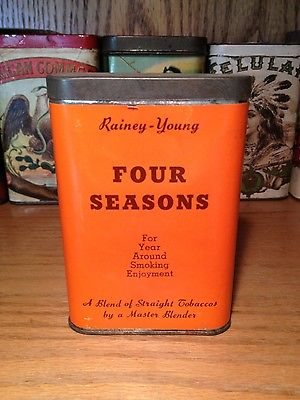 Rainey-Young
FOUR
SEASONS
For
Year
Around
Smoking
Enjoyment
A Blend of Straight Tobaccos
by a Master Blender